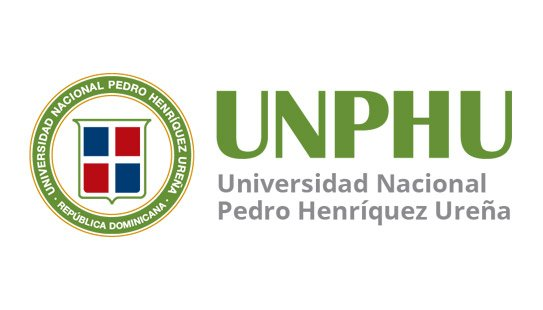 UNIVERSIDAD NACIONAL PEDRO HENRÍQUEZ UREÑA
· REPÚBLICA DOMINICANA ·
UNPHU
Universidad Nacional
Pedro Henríquez Ureña